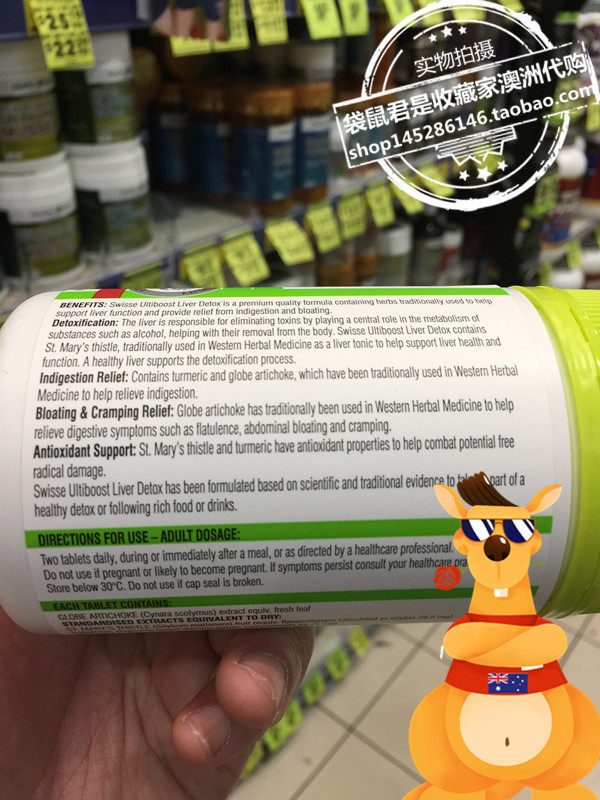 $25
$22
实物拍摄
袋鼠君是收藏家澳洲代购
shop145286146.taobao.com
BENEFITS: Swisse Ultiboost Liver Detox is a premium quality formula containing herbs traditionally used to help
support liver function and provide relief from indigestion and bloating.
Detoxification: The liver is responsible for eliminating toxins by playing a central role in the metabolism of
substances such as alcohol, helping with their removal from the body. Swisse Ultiboost Liver Detox contains
St. Mary's thistle, traditionally used in Western Herbal Medicine as a liver tonic to help support liver health and
function. A healthy liver supports the detoxification process.
Indigestion Relief: Contains turmeric and globe artichoke, which have been traditionally used in Western Herbal
Medicine to help relieve indigestion.
Bloating & Cramping Relief: Globe artichoke has traditionally been used in Western Herbal Medicine to help
relieve digestive symptoms such as flatulence, abdominal bloating and cramping.
Antioxidant Support: St. Mary's thistle and turmeric have antioxidant properties to help combat potential free
radical damage.
Swisse Ultiboost Liver Detox has been formulated based on scientific and traditional evidence to part of a
healthy detox or following rich food or drinks.
DIRECTIONS FOR USE – ADULT DOSAGE:
Two tablets daily, during or immediately after a meal, or as directed by a healthcare professional.
Do not use if pregnant or likely to become pregnant. If symptoms persist consult your healthcare
Store below 30°C. Do not use if cap seal is broken.
EACH TABLET CONTAINS:
GLOBE ARTICHOKE (Cynara scolymus) extract equiv. fresh leaf
STANDARDISED EXTRACTS EQUIVALENT TO DRY:
ST. MARY'S THISTLE (Silybum marianum) fruit